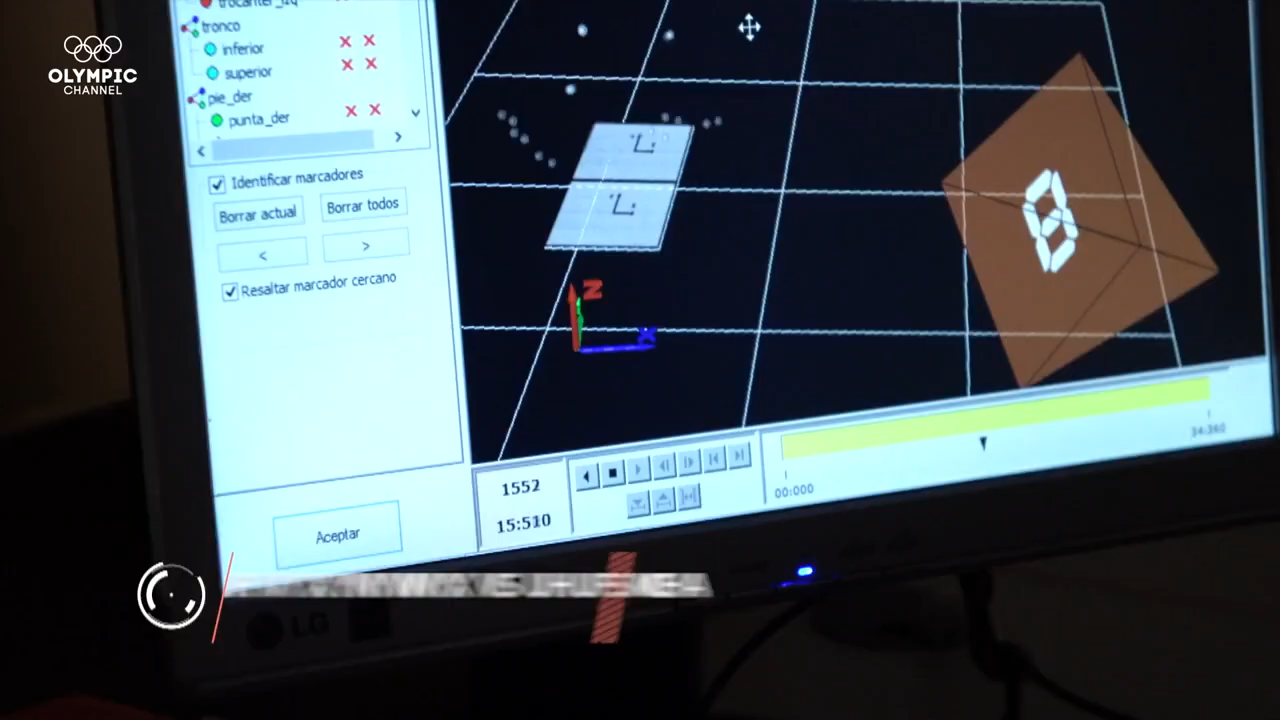 OLYMPIC
CHANNEL
tronco
inferior
superior
pie_der
punta_der
Identificar marcadores
Borrar actual
Borrar todos
<
>
Resaltar marcador cercano
Aceptar
Z
X
8
1552
15:510
00:000
34:360
LG